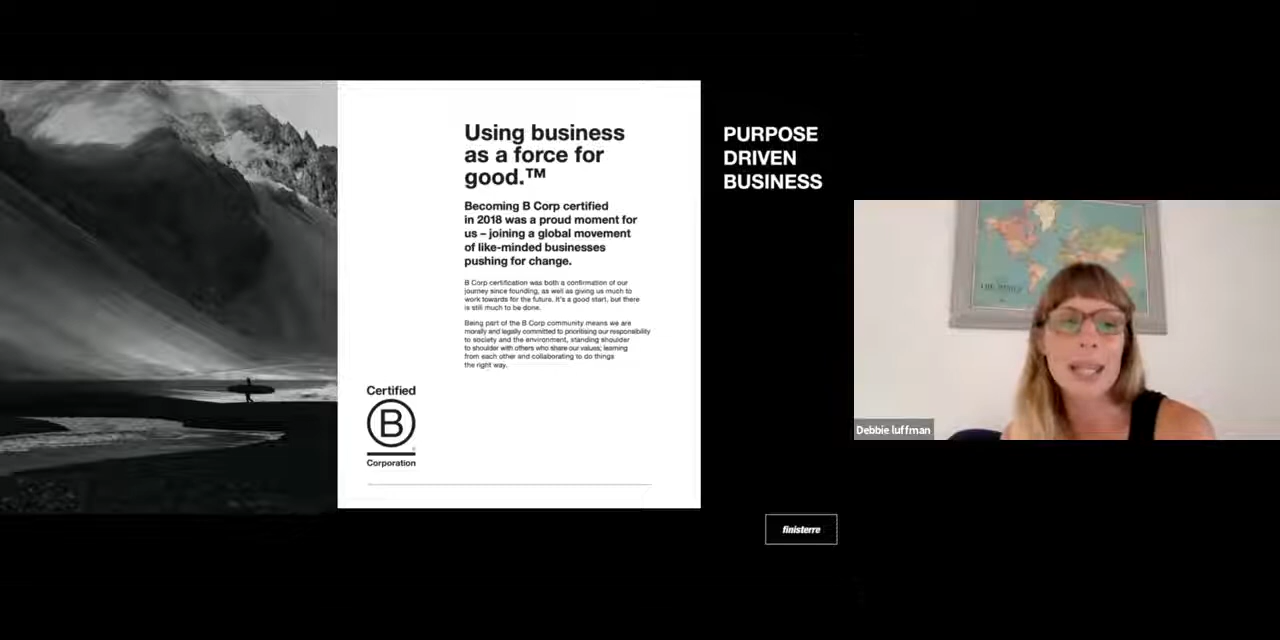 Using business
as a force for
good.™
Becoming B Corp certified
in 2018 was a proud moment for
us – joining a global movement
of like-minded businesses
pushing for change.
B Corp certification was both a confirmation of our
journey since founding, as well as giving us much to
work towards for the future. It's a good start, but there
is still much to be done.
Being part of the B Corp community means we are
morally and legally committed to prioritising our responsibility
to society and the environment, standing shoulder
to shoulder with others who share our values; learning
from each other and collaborating to do things
the right way.
Certified
B
®
Corporation
PURPOSE
DRIVEN
BUSINESS
finisterre
THE WORLD
Debbie luffman